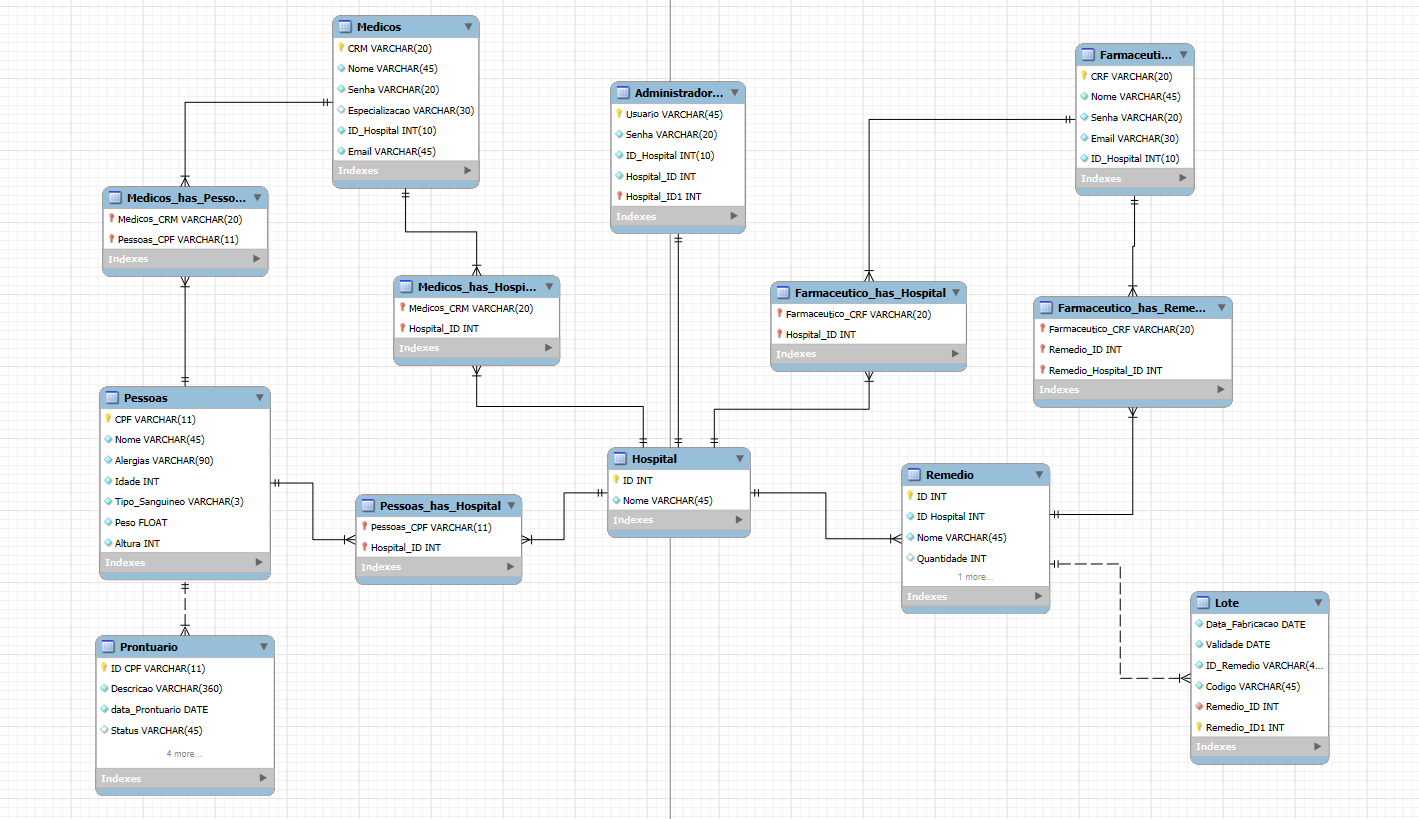 Medicos
CRM VARCHAR(20)
Nome VARCHAR(45)
Senha VARCHAR(20)
Especializacao VARCHAR(30)
ID_Hospital INT(10)
Email VARCHAR(45)
Indexes
Farmaceuti...
CRF VARCHAR(20)
Nome VARCHAR(45)
Senha VARCHAR(20)
Email VARCHAR(30)
ID_Hospital INT(10)
Indexes
Administrador...
Usuario VARCHAR(45)
Senha VARCHAR(20)
ID_Hospital INT(10)
Hospital_ID INT
Hospital_ID1 INT
Indexes
Medicos_has_Pesso...
Medicos_CRM VARCHAR(20)
Pessoas_CPF VARCHAR(11)
Indexes
Medicos_has_Hospi...
Medicos_CRM VARCHAR(20)
Hospital_ID INT
Indexes
Farmaceutico_has_Hospital
Farmaceutico_CRF VARCHAR(20)
Hospital_ID INT
Indexes
Farmaceutico_has_Reme...
Farmaceutico_CRF VARCHAR(20)
Remedio_ID INT
Remedio_Hospital_ID INT
Indexes
Pessoas
CPF VARCHAR(11)
Nome VARCHAR(45)
Alergias VARCHAR(90)
Idade INT
Tipo_Sanguineo VARCHAR(3)
Peso FLOAT
Altura INT
Indexes
Hospital
ID INT
Nome VARCHAR(45)
Indexes
Remedio
ID INT
ID Hospital INT
Nome VARCHAR(45)
Quantidade INT
1 more...
Indexes
Pessoas_has_Hospital
Pessoas_CPF VARCHAR(11)
Hospital_ID INT
Indexes
Lote
Data_Fabricacao DATE
Validade DATE
ID_Remedio VARCHAR(4...
Codigo VARCHAR(45)
Remedio_ID INT
Remedio_ID1 INT
Indexes
Prontuario
ID CPF VARCHAR(11)
Descricao VARCHAR(360)
data_Prontuario DATE
Status VARCHAR(45)
4 more...
Indexes